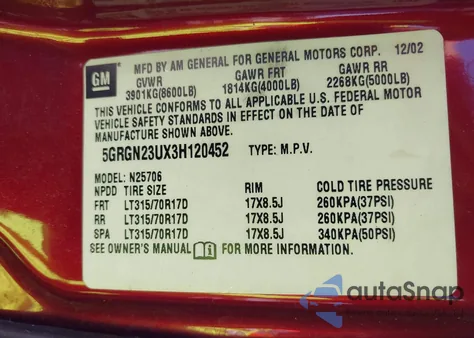 GM
MFD BY AM GENERAL FOR GENERAL MOTORS CORP. 12/02
GVWR GAWR FRT GAWR RR
3901KG(8600LB) 1814KG(4000LB) 2268KG(5000LB)
THIS VEHICLE CONFORMS TO ALL APPLICABLE U.S. FEDERAL MOTOR
VEHICLE SAFETY STANDARDS IN EFFECT ON THE DATE OF
MANUFACTURE SHOWN ABOVE.
5GRGN23UX3H120452 TYPE: M.P.V.
MODEL: N25706
NPDD TIRE SIZE RIM COLD TIRE PRESSURE
FRT LT315/70R17D 17X8.5J 260KPA(37PSI)
RR LT315/70R17D 17X8.5J 260KPA(37PSI)
SPA LT315/70R17D 17X8.5J 340KPA(50PSI)
SEE OWNER'S MANUAL i FOR MORE INFORMATION.
autoSnap